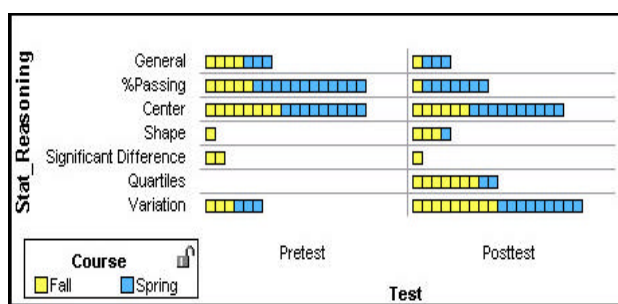 Stat_Reasoning
General
%Passing
Center
Shape
Significant Difference
Quartiles
Variation
Pretest
Posttest
Test
Course
Fall
Spring